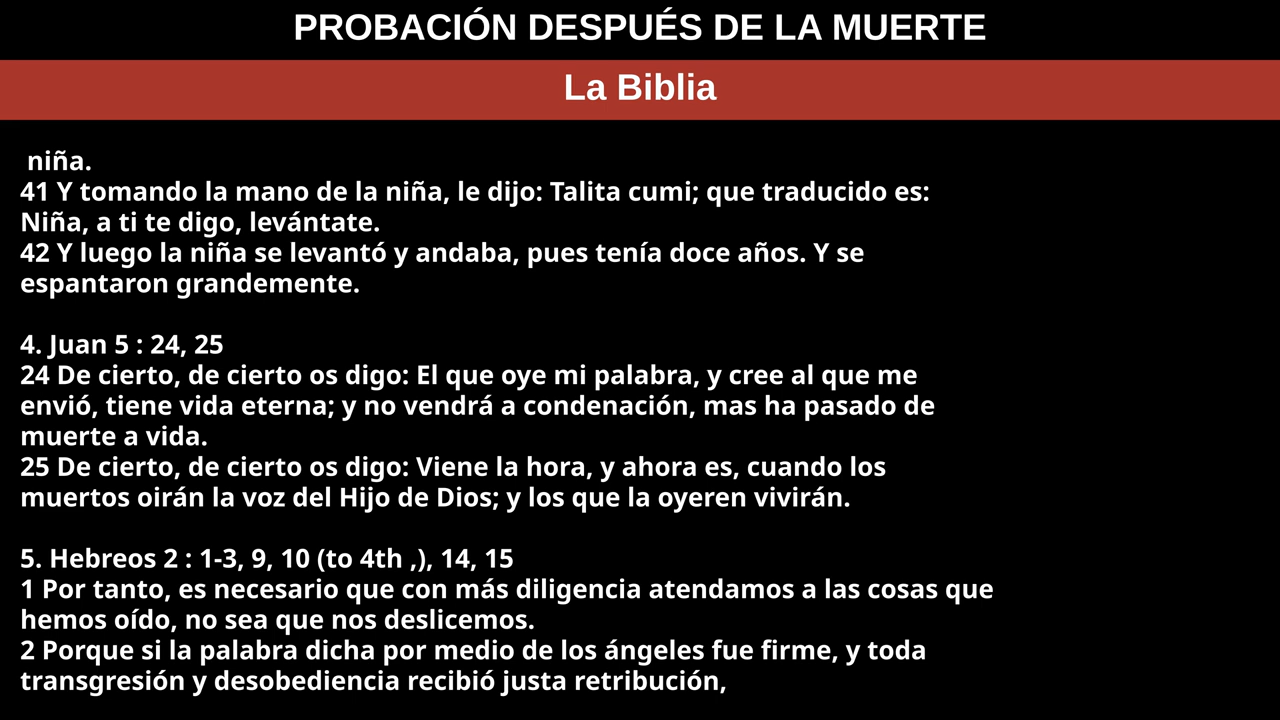 PROBACIÓN DESPUÉS DE LA MUERTE
La Biblia
niña.
41 Y tomando la mano de la niña, le dijo: Talita cumi; que traducido es:
Niña, a ti te digo, levántate.
42 Y luego la niña se levantó y andaba, pues tenía doce años. Y se
espantaron grandemente.
4. Juan 5 : 24, 25
24 De cierto, de cierto os digo: El que oye mi palabra, y cree al que me
envió, tiene vida eterna; y no vendrá a condenación, mas ha pasado de
muerte a vida.
25 De cierto, de cierto os digo: Viene la hora, y ahora es, cuando los
muertos oirán la voz del Hijo de Dios; y los que la oyeren vivirán.
5. Hebreos 2 : 1-3, 9, 10 (to 4th ,), 14, 15
1 Por tanto, es necesario que con más diligencia atendamos a las cosas que
hemos oído, no sea que nos deslicemos.
2 Porque si la palabra dicha por medio de los ángeles fue firme, y toda
transgresión y desobediencia recibió justa retribución,